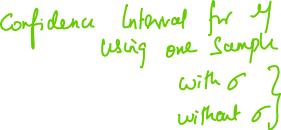 Confidence Interval for μ
using one Sample
with σ
without σ